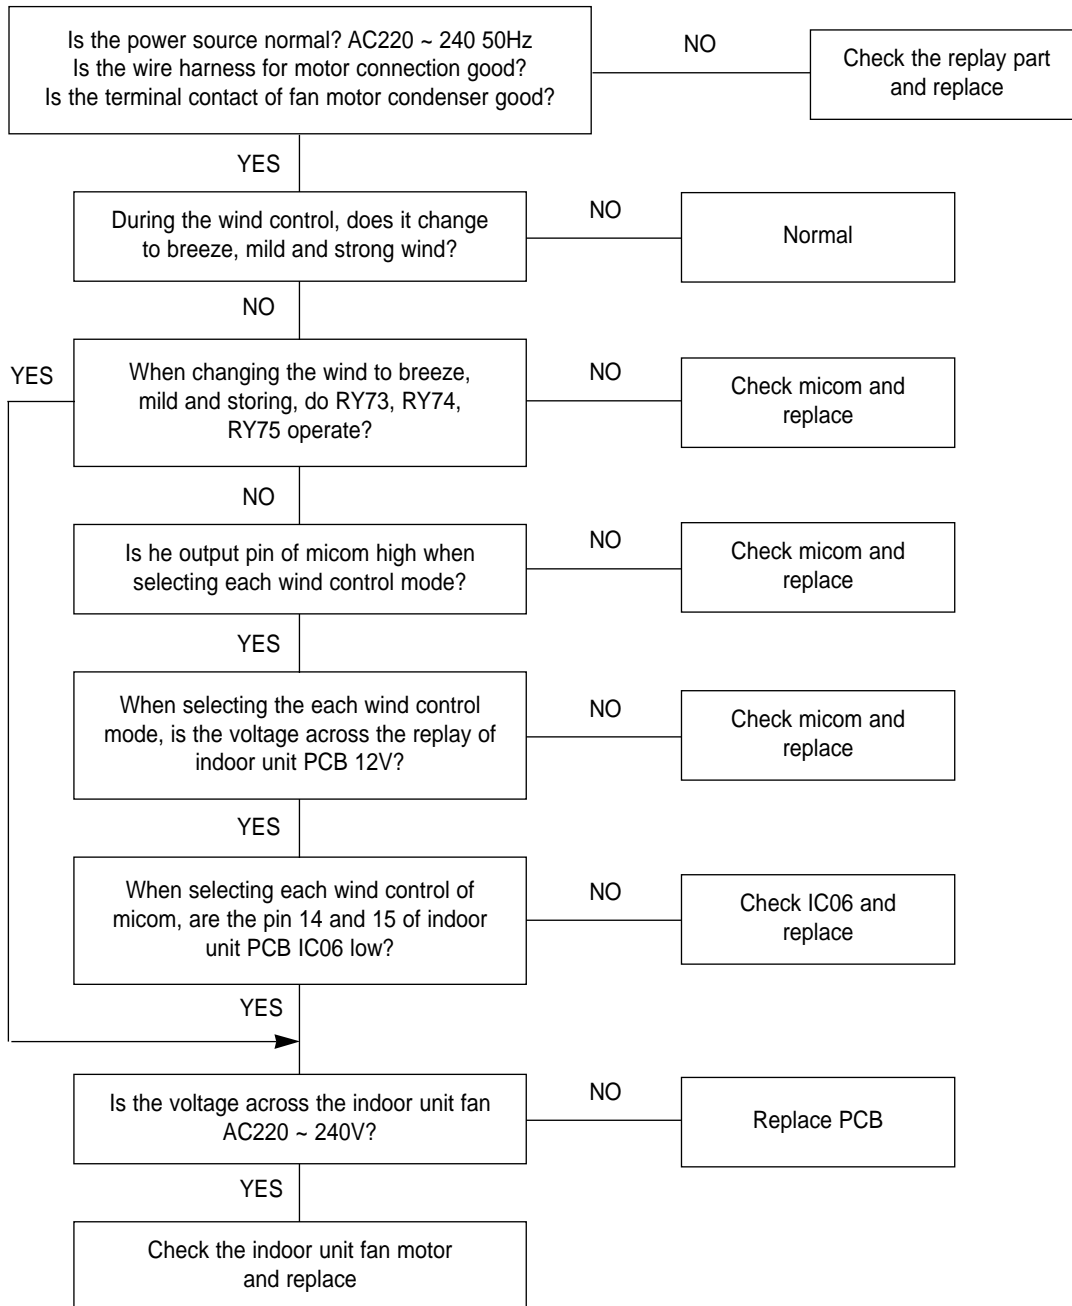 Is the power source normal? AC220 ~ 240 50Hz
Is the wire harness for motor connection good?
Is the terminal contact of fan motor condenser good?
NO
Check the replay part
and replace
YES
During the wind control, does it change
to breeze, mild and strong wind?
NO
Normal
NO
When changing the wind to breeze,
mild and storing, do RY73, RY74,
RY75 operate?
YES
NO
Check micom and
replace
NO
Is he output pin of micom high when
selecting each wind control mode?
NO
Check micom and
replace
YES
When selecting the each wind control
mode, is the voltage across the replay of
indoor unit PCB 12V?
NO
Check micom and
replace
YES
When selecting each wind control of
micom, are the pin 14 and 15 of indoor
unit PCB IC06 low?
NO
Check IC06 and
replace
YES
Is the voltage across the indoor unit fan
AC220 ~ 240V?
NO
Replace PCB
YES
Check the indoor unit fan motor
and replace